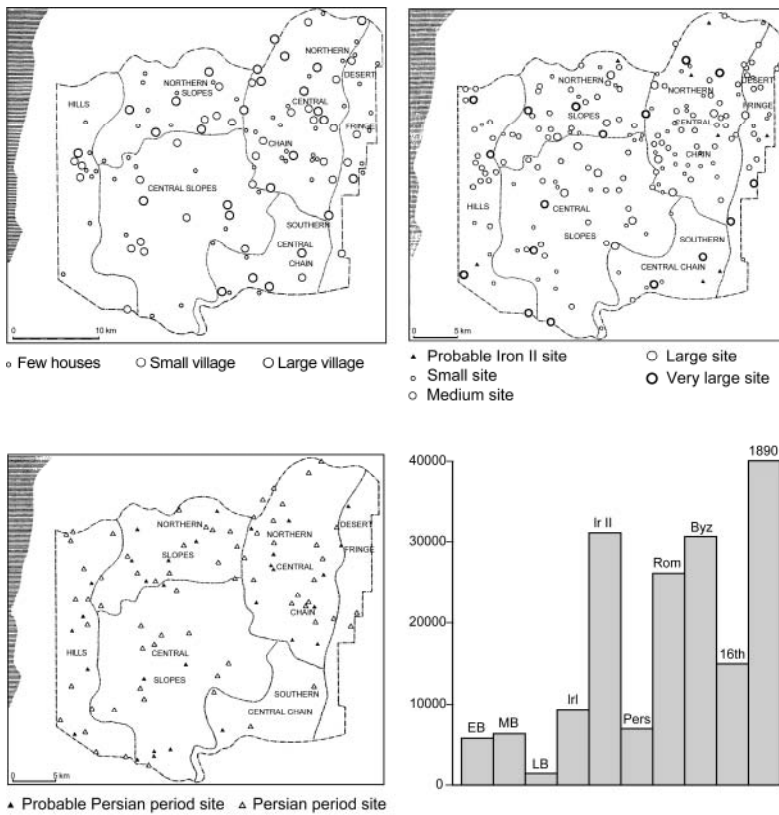 NORTHERN
DESERT
HILLS
NORTHERN
SLOPES
CENTRAL
FRINGE
CHAIN
CENTRAL SLOPES
SOUTHERN
CENTRAL
CHAIN
0 10 km
Few houses Small village Large village
NORTHERN
DESERT
NORTHERN
SLOPES
CENTRAL
FRINGE
CHAIN
HILLS
CENTRAL
SLOPES
SOUTHERN
CENTRAL CHAIN
0 5 km
Probable Iron II site Large site
Small site Very large site
Medium site
NORTHERN
DESERT
NORTHERN
FRINGE
SLOPES
CENTRAL
CHAIN
HILLS
CENTRAL
SLOPES
SOUTHERN
CENTRAL CHAIN
0 5 km
Probable Persian period site Persian period site
1890
40000
Ir II
Byz
30000
Rom
20000
16th
10000
IrI
Pers
MB
EB
LB
0